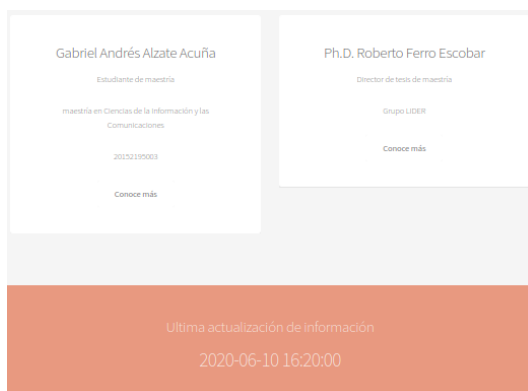 Gabriel Andrés Alzate Acuña
Estudiante de maestría
maestría en Ciencias de la Información y las
Comunicaciones
20152195003
Conoce más
Ph.D. Roberto Ferro Escobar
Director de tesis de maestría
Grupo LIDER
Conoce más
Ultima actualización de información
2020-06-10 16:20:00